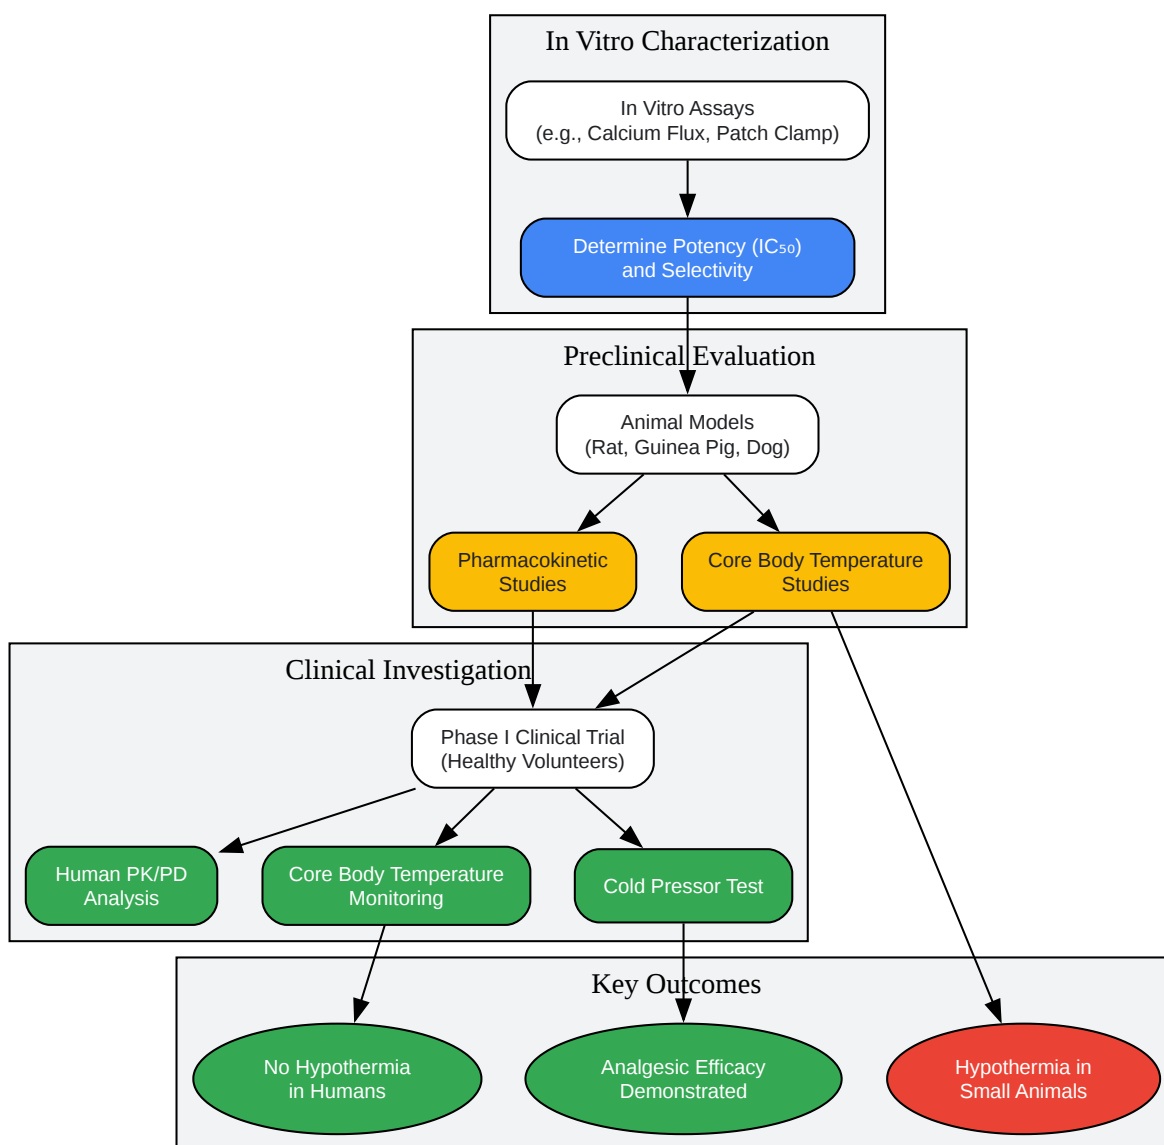 In Vitro Characterization
In Vitro Assays
(e.g., Calcium Flux, Patch Clamp)
Determine Potency (IC₅₀)
and Selectivity
Preclinical Evaluation
Animal Models
(Rat, Guinea Pig, Dog)
Pharmacokinetic
Studies
Core Body Temperature
Studies
Clinical Investigation
Phase I Clinical Trial
(Healthy Volunteers)
Human PK/PD
Analysis
Core Body Temperature
Monitoring
Cold Pressor Test
Key Outcomes
No Hypothermia
in Humans
Analgesic Efficacy
Demonstrated
Hypothermia in
Small Animals